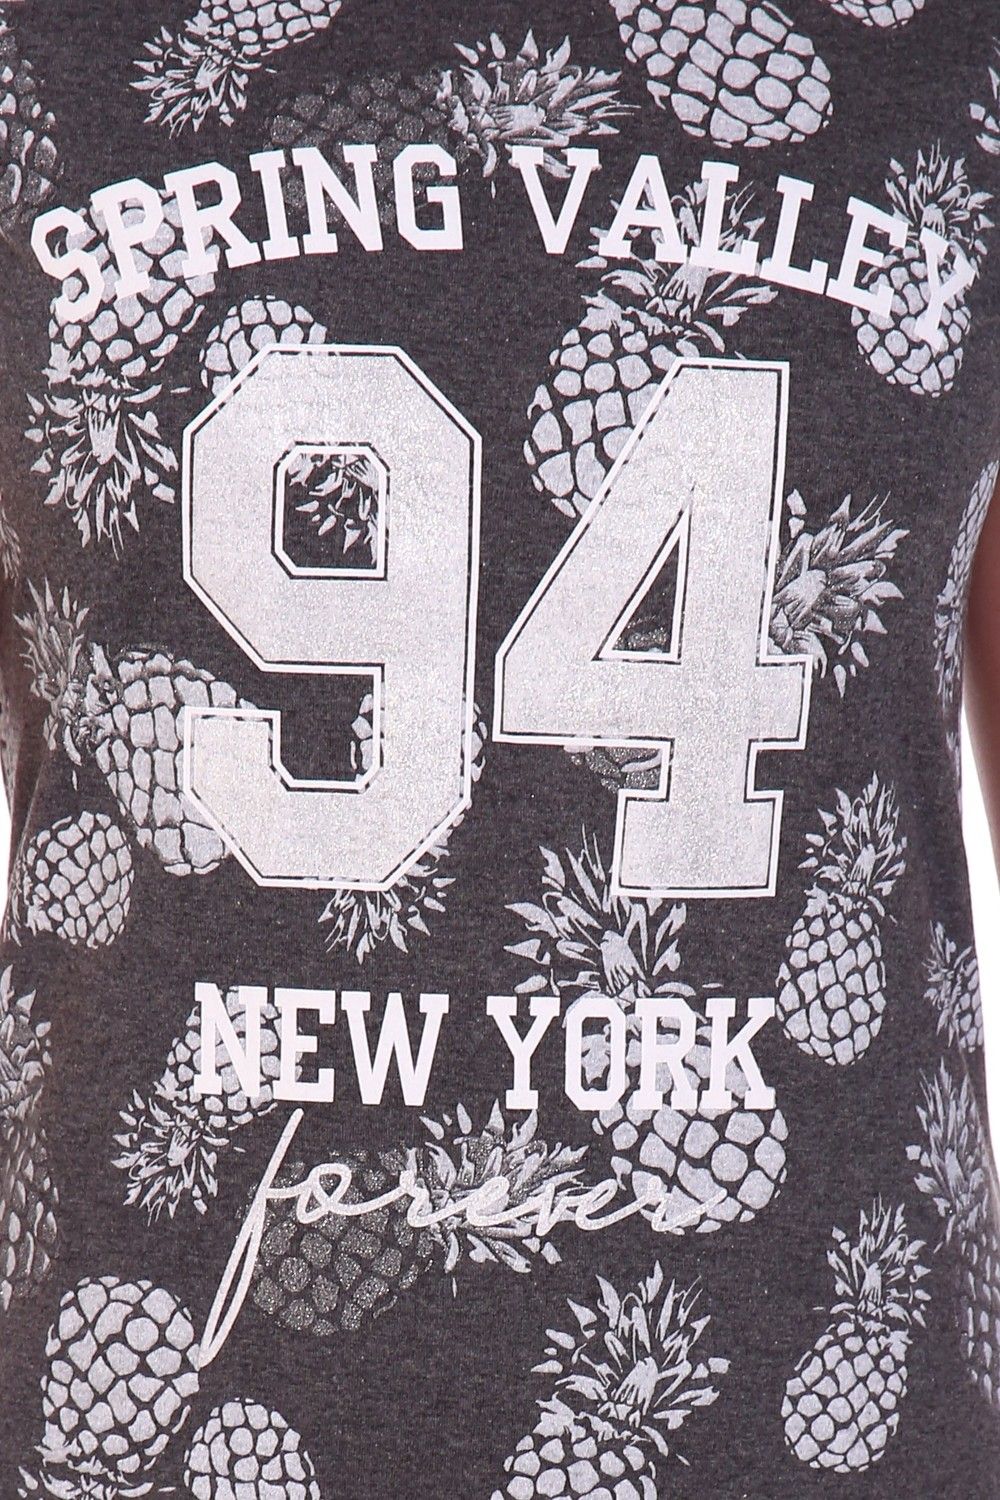 SPRING VALLEY
94
NEW YORK
forever